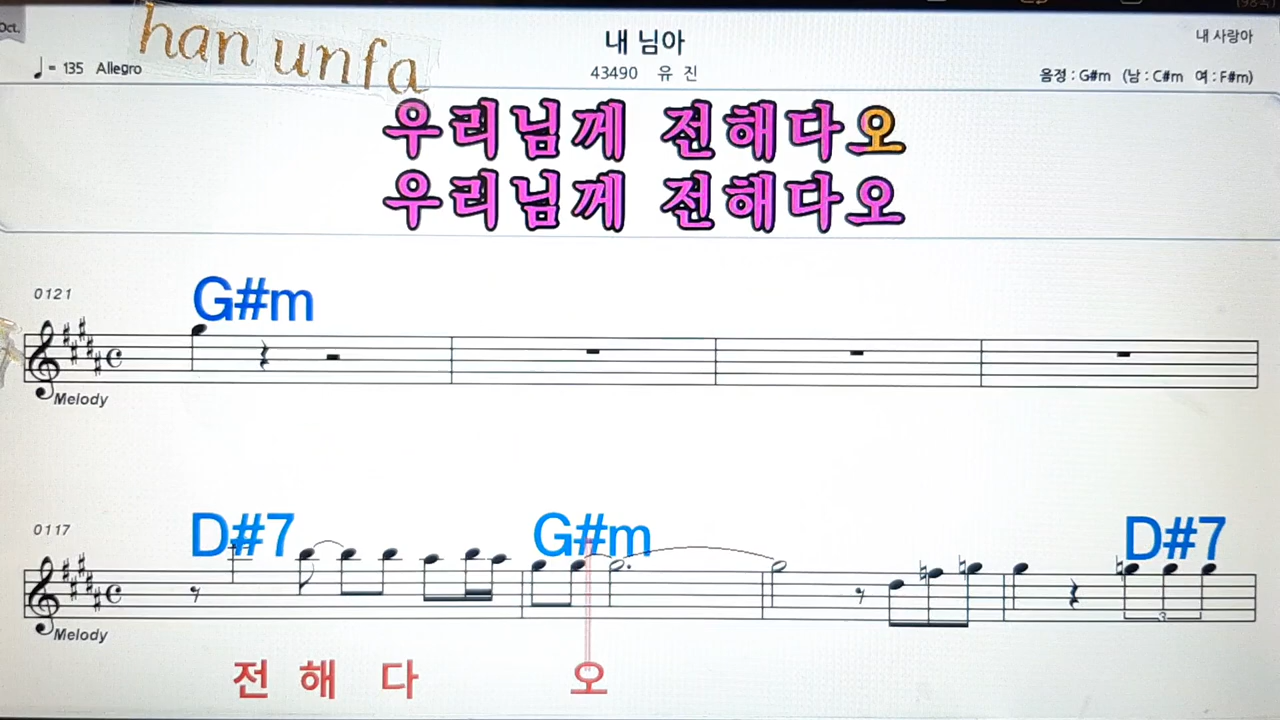 Oct.
han unfa
내 님아
내 사랑아
♩= 135 Allegro
43490 유 진
음정 : G#m (남 : C#m 여 : F#m)
우리님께 전해다오
우리님께 전해다오
0121
G#m
Melody
0117
D#7 G#m D#7
3
Melody
전 해 다 오